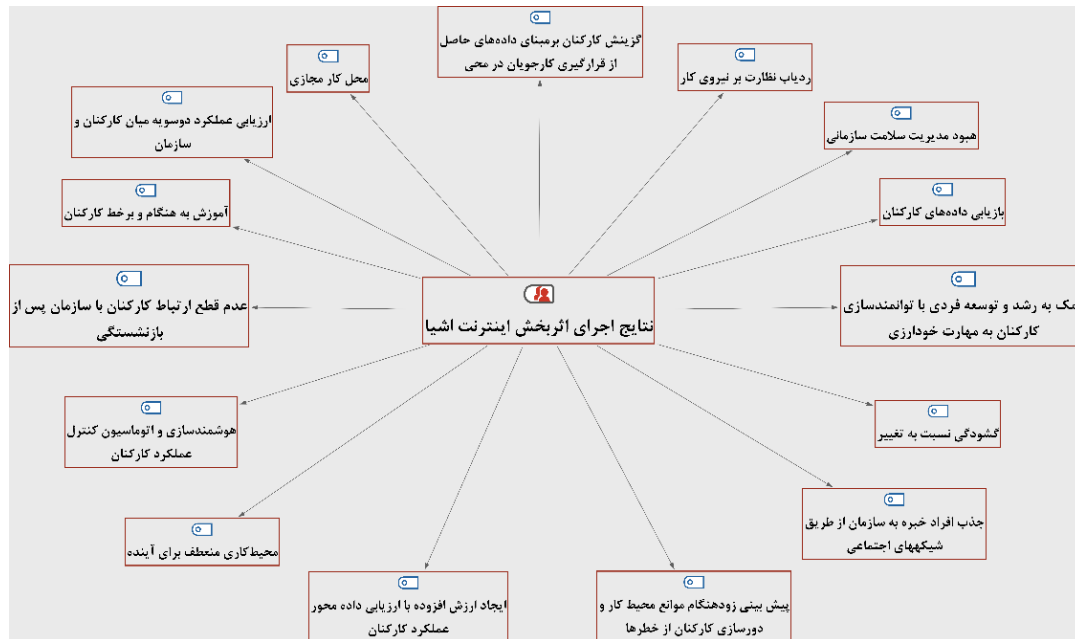 گزینش کارکنان برمبنای داده‌های حاصل
از قرارگیری کارجویان در محی
محل کار مجازی
ردیاب نظارت بر نیروی کار
ارزیابی عملکرد دوسویه میان کارکنان و
سازمان
هبود مدیریت سلامت سازمانی
آموزش به هنگام و برخط کارکنان
بازیابی داده‌های کارکنان
عدم قطع ارتباط کارکنان با سازمان پس از
بازنشستگی
نتایج اجرای اثربخش اینترنت اشیا
مک به رشد و توسعه فردی با توانمندسازی
کارکنان به مهارت خودارزی
هوشمندسازی و اتوماسیون کنترل
عملکرد کارکنان
گشودگی نسبت به تغییر
جذب افراد خبره به سازمان از طریق
شیکههای اجتماعی
محیط‌کاری منعطف برای آینده
ایجاد ارزش افزوده با ارزیابی داده محور
عملکرد کارکنان
پیش بینی زودهنگام موانع محیط کار و
دورسازی کارکنان از خطرها